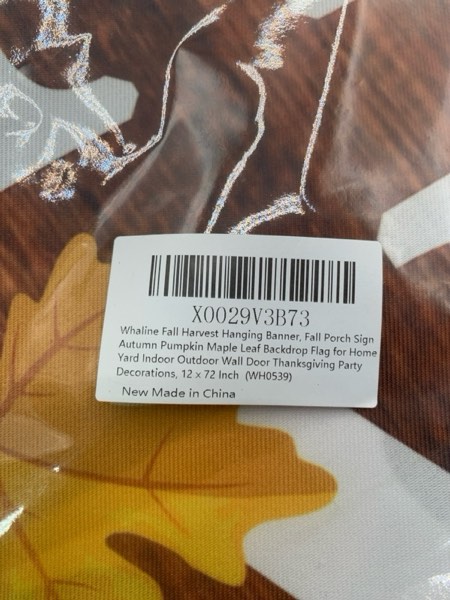 X0029V3B73
Whaline Fall Harvest Hanging Banner, Fall Porch Sign
Autumn Pumpkin Maple Leaf Backdrop Flag for Home
Yard Indoor Outdoor Wall Door Thanksgiving Party
Decorations, 12 x 72 Inch (WH0539)
New Made in China